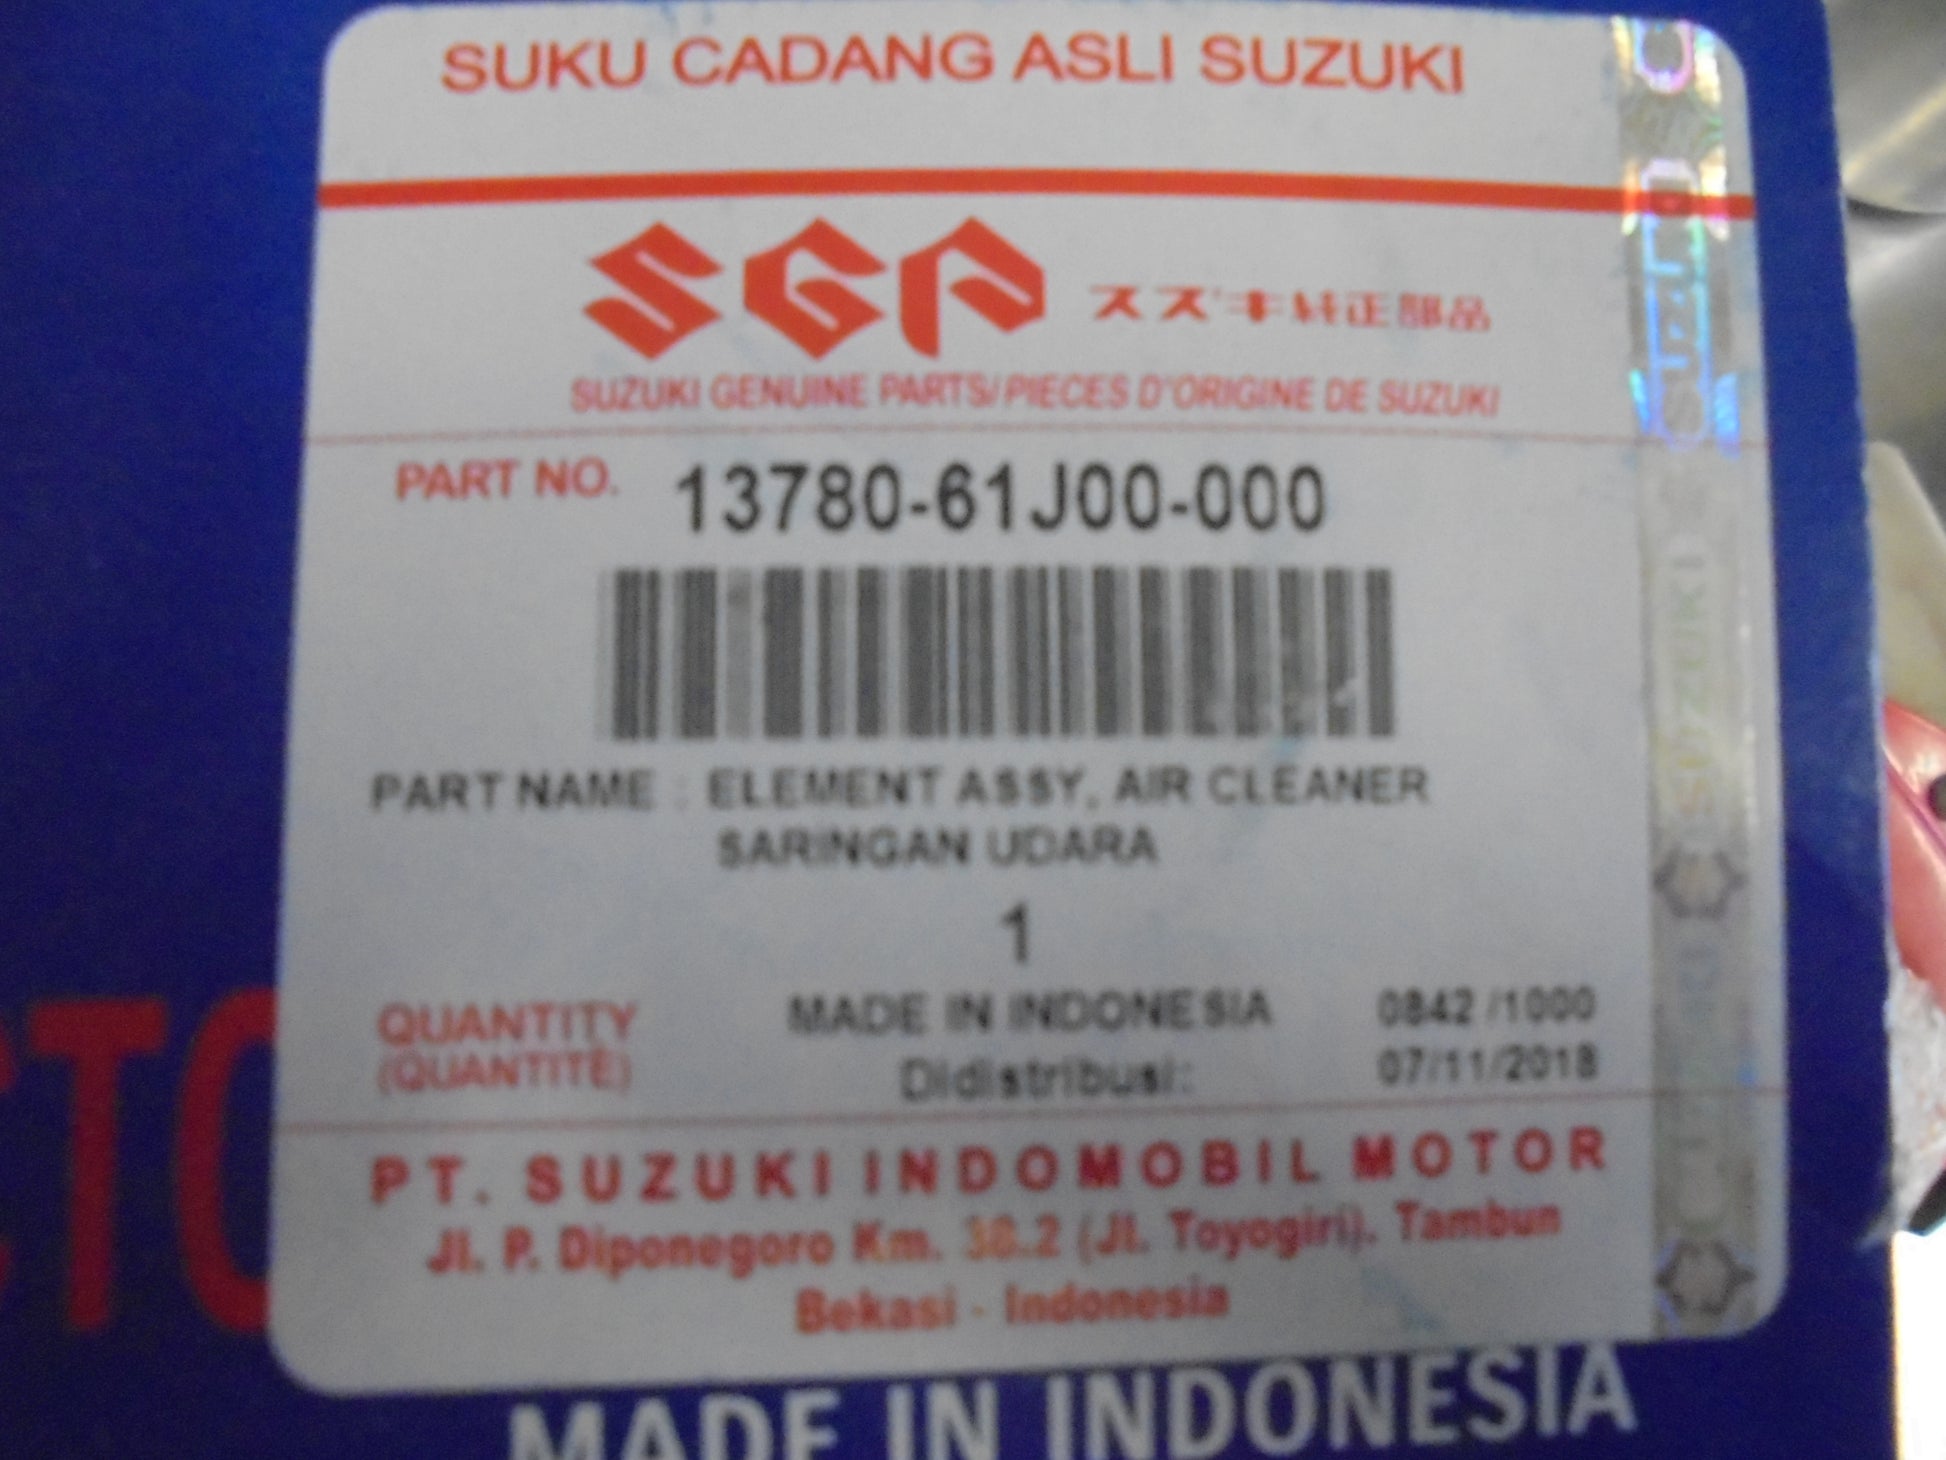 SUKU CADANG ASLI SUZUKI
SGP スズキ純正部品
SUZUKI GENUINE PARTS/PIECES D'ORIGINE DE SUZUKI
PART NO. 13780-61J00-000
PART NAME : ELEMENT ASSY, AIR CLEANER
SARINGAN UDARA
1
QUANTITY MADE IN INDONESIA 0842 /1000
(QUANTITÉ) Didistribusi: 07/11/2018
PT. SUZUKI INDOMOBIL MOTOR
Jl. P. Diponegoro Km. 38.2 (Jl. Toyogiri). Tambun
Bekasi - Indonesia
MADE IN INDONESIA
SUZUKI
SUZUKI